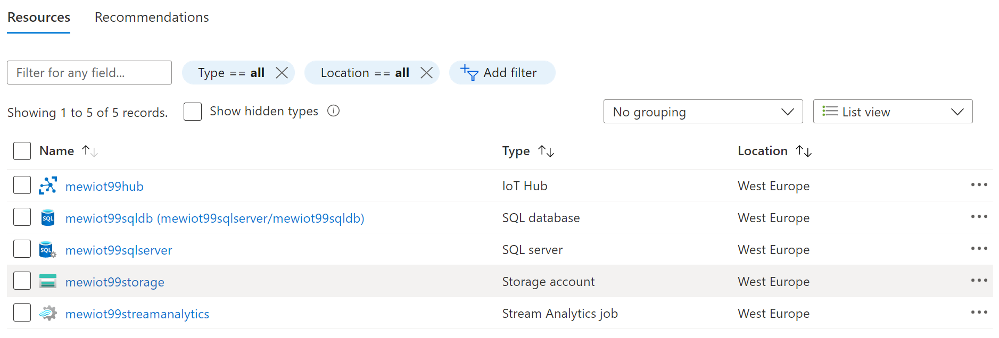 Resources Recommendations
Filter for any field... Type == all Location == all Add filter
Showing 1 to 5 of 5 records. Show hidden types No grouping List view
Name Type Location
mewiot99hub IoT Hub West Europe
SQL mewiot99sqldb (mewiot99sqlserver/mewiot99sqldb) SQL database West Europe
SQL mewiot99sqlserver SQL server West Europe
mewiot99storage Storage account West Europe
mewiot99streamanalytics Stream Analytics job West Europe